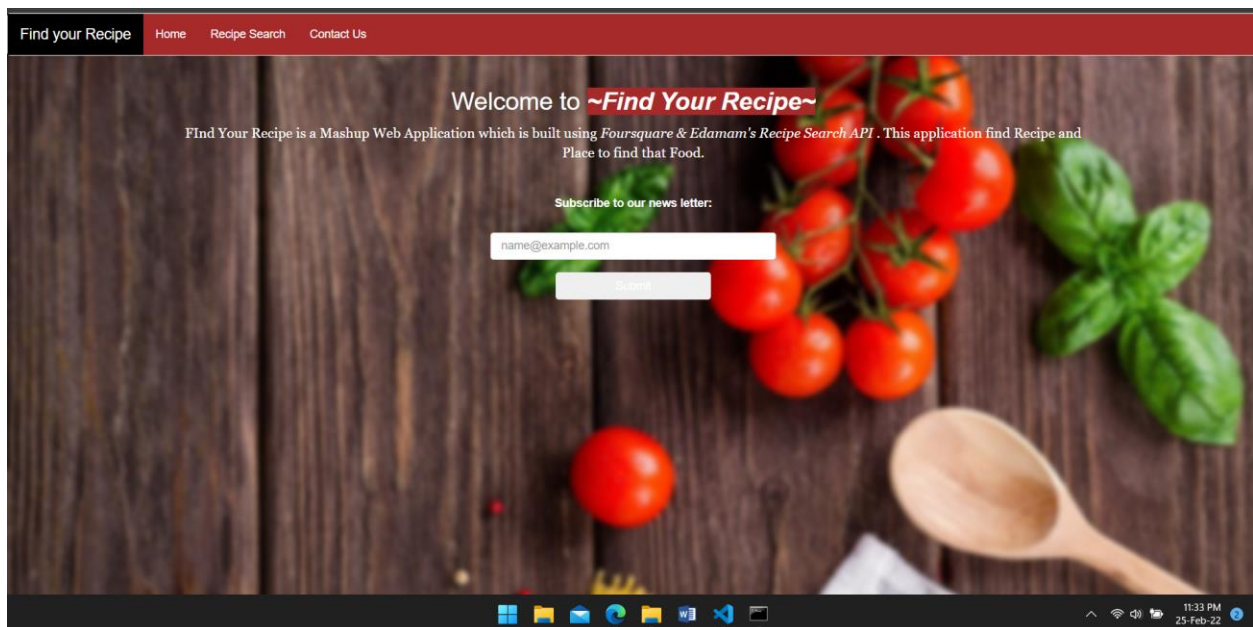 Find your Recipe Home Recipe Search Contact Us
Welcome to ~Find Your Recipe~
FInd Your Recipe is a Mashup Web Application which is built using Foursquare & Edamam's Recipe Search API . This application find Recipe and
Place to find that Food.
Subscribe to our news letter:
name@example.com
Submit
11:33 PM
25-Feb-22
2